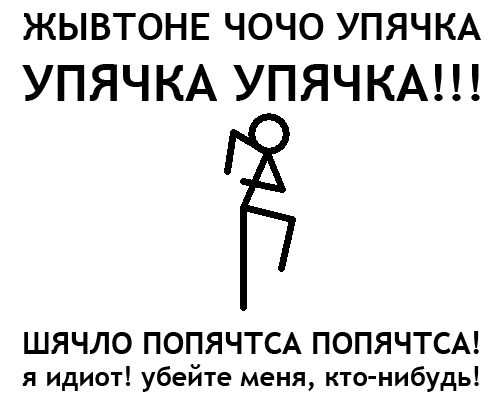 ЖЫВТОНЕ ЧОЧО УПЯЧКА
УПЯЧКА УПЯЧКА!!!
ШЯЧЛО ПОПЯЧТСА ПОПЯЧТСА!
я идиот! убейте меня, кто-нибудь!